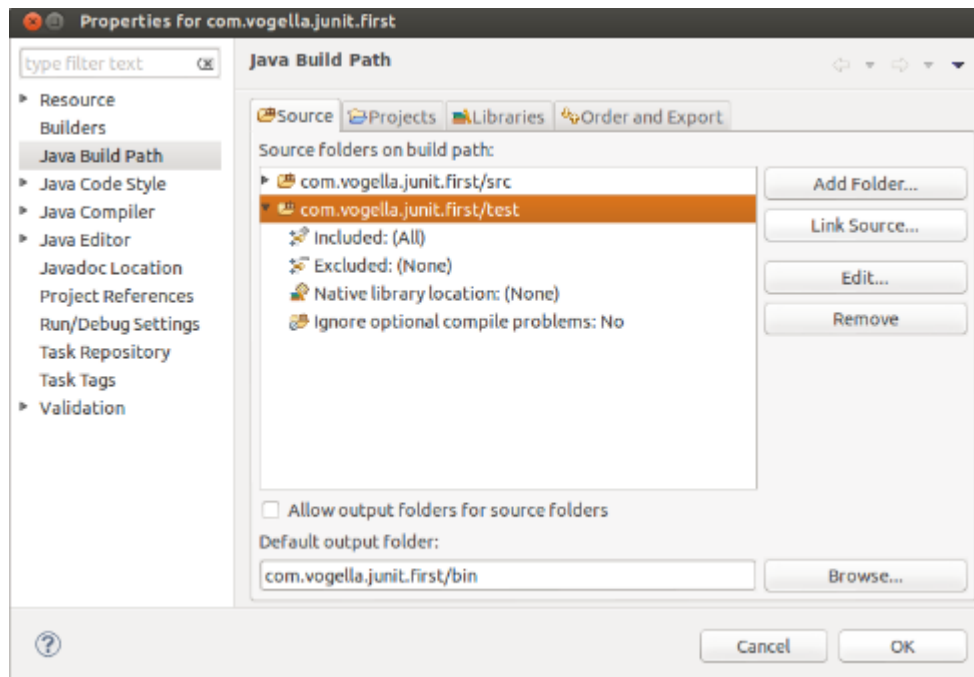 Properties for com.vogella.junit.first
type filter text
Resource
Builders
Java Build Path
Java Code Style
Java Compiler
Java Editor
Javadoc Location
Project References
Run/Debug Settings
Task Repository
Task Tags
Validation
Java Build Path
Source Projects Libraries Order and Export
Source folders on build path:
com.vogella.junit.first/src
com.vogella.junit.first/test
Included: (All)
Excluded: (None)
Native library location: (None)
Ignore optional compile problems: No
Add Folder...
Link Source...
Edit...
Remove
Allow output folders for source folders
Default output folder:
com.vogella.junit.first/bin
Browse...
?
Cancel
OK